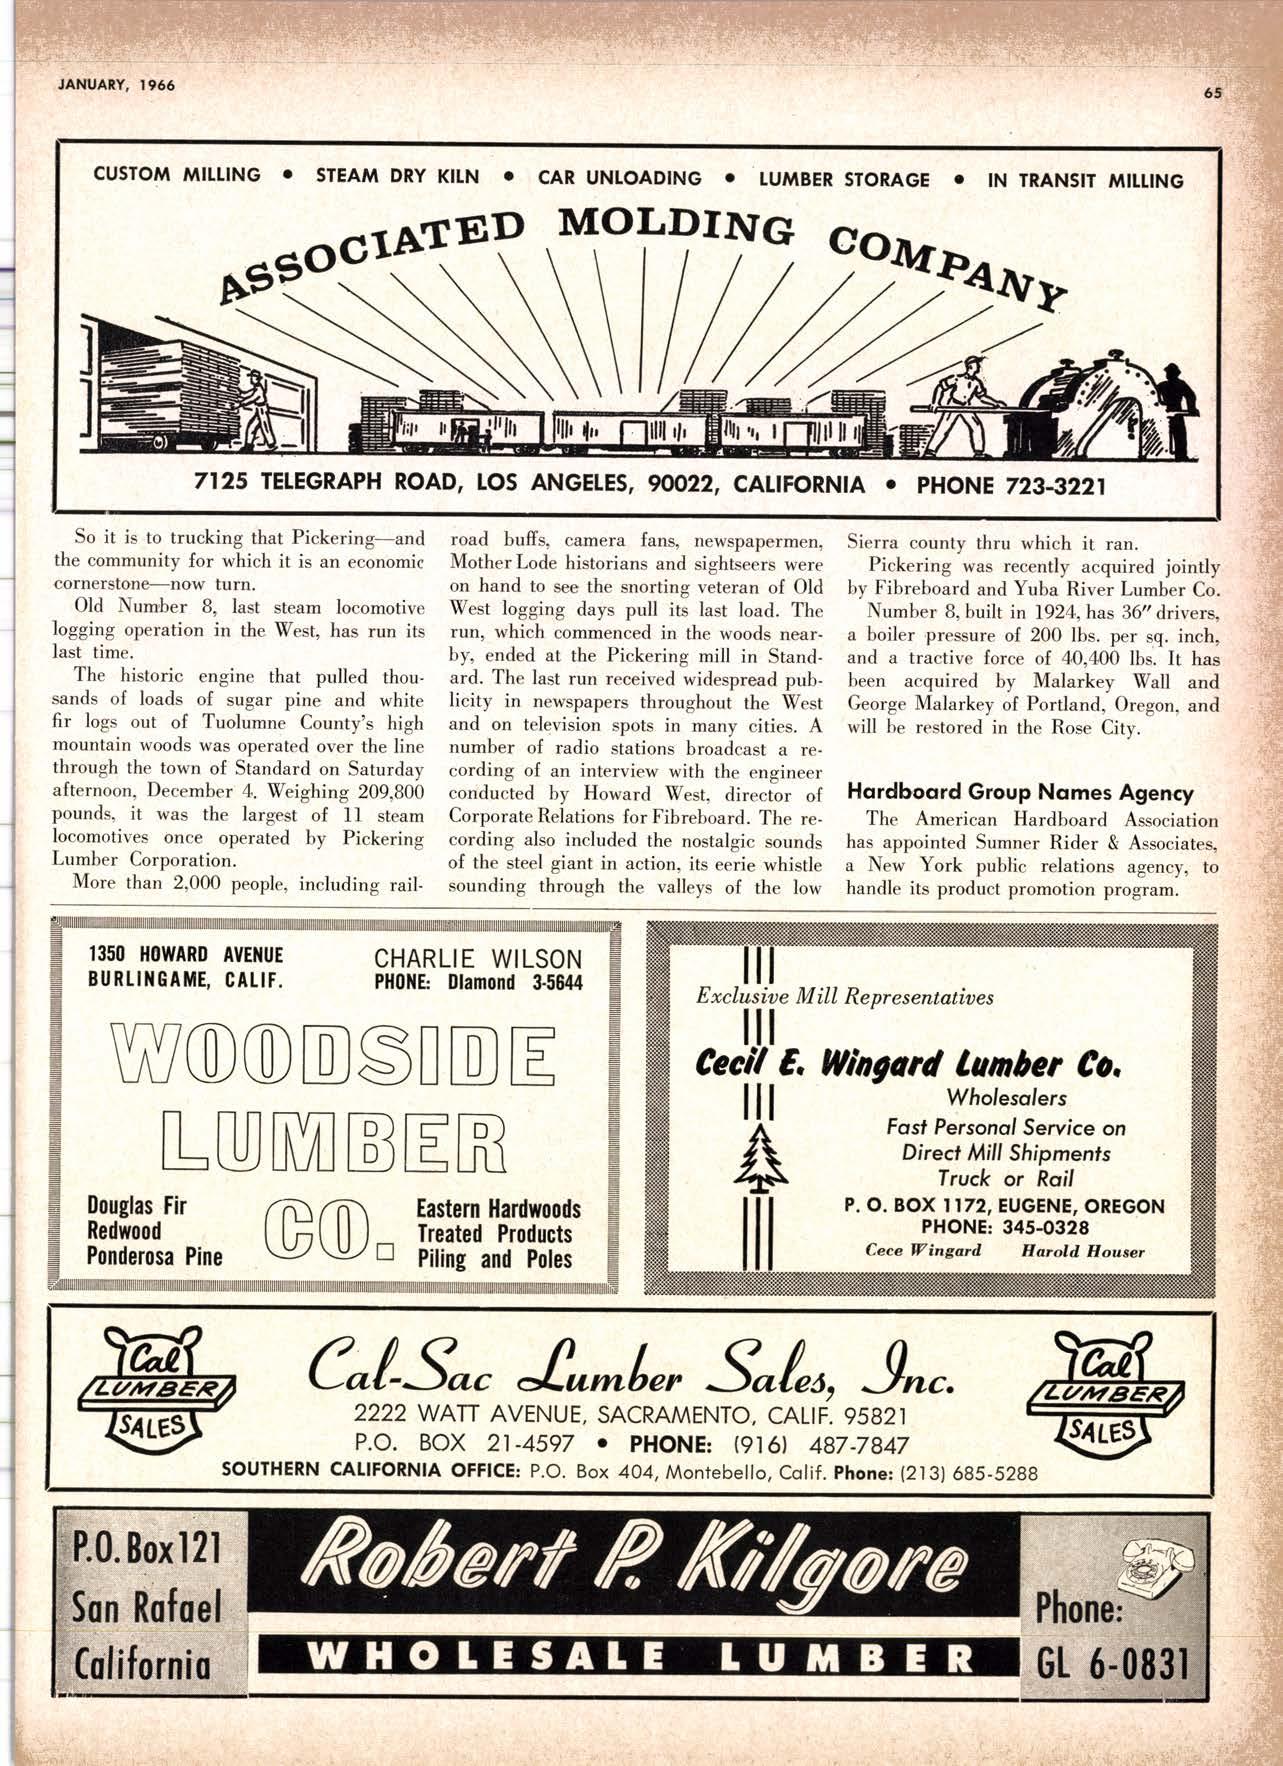 JANUARY, 1966
65
CUSTOM MILLING • STEAM DRY KILN • CAR UNLOADING • LUMBER STORAGE • IN TRANSIT MILLING
ASSOCIATED MOLDING COMPANY
7125 TELEGRAPH ROAD, LOS ANGELES, 90022, CALIFORNIA • PHONE 723-3221
So it is to trucking that Pickering—and
the community for which it is an economic
cornerstone—now turn.
Old Number 8, last steam locomotive
logging operation in the West, has run its
last time.
The historic engine that pulled thou-
sands of loads of sugar pine and white
fir logs out of Tuolumne County's high
mountain woods was operated over the line
through the town of Standard on Saturday
afternoon, December 4. Weighing 209,800
pounds, it was the largest of 11 steam
locomotives once operated by Pickering
Lumber Corporation.
More than 2,000 people, including rail-
road buffs, camera fans, newspapermen,
Mother Lode historians and sightseers were
on hand to see the snorting veteran of Old
West logging days pull its last load. The
run, which commenced in the woods near-
by, ended at the Pickering mill in Stand-
ard. The last run received widespread pub-
licity in newspapers throughout the West
and on television spots in many cities. A
number of radio stations broadcast a re-
cording of an interview with the engineer
conducted by Howard West, director of
Corporate Relations for Fibreboard. The re-
cording also included the nostalgic sounds
of the steel giant in action, its eerie whistle
sounding through the valleys of the low
Sierra county thru which it ran.
Pickering was recently acquired jointly
by Fibreboard and Yuba River Lumber Co.
Number 8, built in 1924, has 36" drivers,
a boiler pressure of 200 lbs. per sq. inch,
and a tractive force of 40,400 lbs. It has
been acquired by Malarkey Wall and
George Malarkey of Portland, Oregon, and
will be restored in the Rose City.
Hardboard Group Names Agency
The American Hardboard Association
has appointed Sumner Rider & Associates,
a New York public relations agency, to
handle its product promotion program.
1350 HOWARD AVENUE
BURLINGAME, CALIF.
CHARLIE WILSON
PHONE: DIamond 3-5644
WOODSIDE
LUMBER
CO.
Douglas Fir
Redwood
Ponderosa Pine
Eastern Hardwoods
Treated Products
Piling and Poles
Exclusive Mill Representatives
Cecil E. Wingard Lumber Co.
Wholesalers
Fast Personal Service on
Direct Mill Shipments
Truck or Rail
P. O. BOX 1172, EUGENE, OREGON
PHONE: 345-0328
Cece Wingard Harold Houser
Cal
LUMBER
SALES
Cal-Sac Lumber Sales, Inc.
2222 WATT AVENUE, SACRAMENTO, CALIF. 95821
P.O. BOX 21-4597 • PHONE: (916) 487-7847
SOUTHERN CALIFORNIA OFFICE: P.O. Box 404, Montebello, Calif. Phone: (213) 685-5288
Cal
LUMBER
SALES
P.O. Box 121
San Rafael
California
Robert P. Kilgore
WHOLESALE LUMBER
Phone:
GL 6-0831